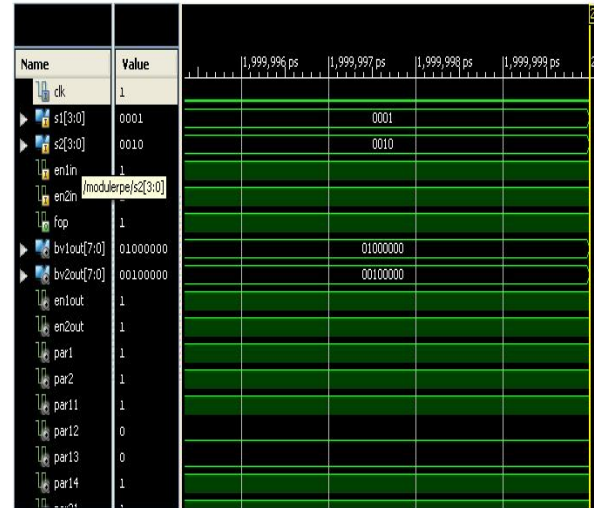 Name Value 1,999,996 ps 1,999,997 ps 1,999,998 ps 1,999,999 ps
clk 1
s1[3:0] 0001 0001
s2[3:0] 0010 0010
en1in 1
/modulerpe/s2[3:0]
en2in
fop 1
bv1out[7:0] 01000000 01000000
bv2out[7:0] 00100000 00100000
en1out 1
en2out 1
par1 1
par2 1
par11 1
par12 0
par13 0
par14 1